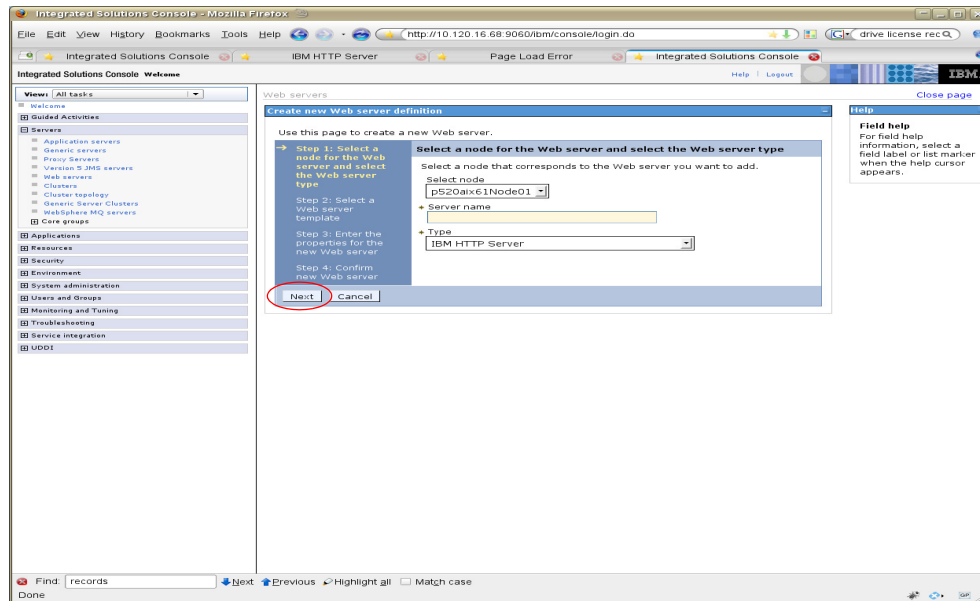 Integrated Solutions Console - Mozilla Firefox
File Edit View History Bookmarks Tools Help
http://10.120.16.68:9060/ibm/console/login.do
drive license rec
Integrated Solutions Console
IBM HTTP Server
Page Load Error
Integrated Solutions Console
Integrated Solutions Console Welcome
Help Logout
IBM
View: All tasks
Welcome
Guided Activities
Servers
Application servers
Generic servers
Proxy Servers
Version 5 JMS servers
Web servers
Clusters
Cluster topology
Generic Server Clusters
WebSphere MQ servers
Core groups
Applications
Resources
Security
Environment
System administration
Users and Groups
Monitoring and Tuning
Troubleshooting
Service integration
UDDI
Web servers
Close page
Create new Web server definition
Use this page to create a new Web server.
Step 1: Select a
node for the Web
server and select
the Web server
type
Step 2: Select a
Web server
template
Step 3: Enter the
properties for the
new Web server
Step 4: Confirm
new Web server
Select a node for the Web server and select the Web server type
Select a node that corresponds to the Web server you want to add.
Select node
p520aix61Node01
Server name
Type
IBM HTTP Server
Next Cancel
Help
Field help
For field help
information, select a
field label or list marker
when the help cursor
appears.
Find: records Next Previous Highlight all Match case
Done
GP